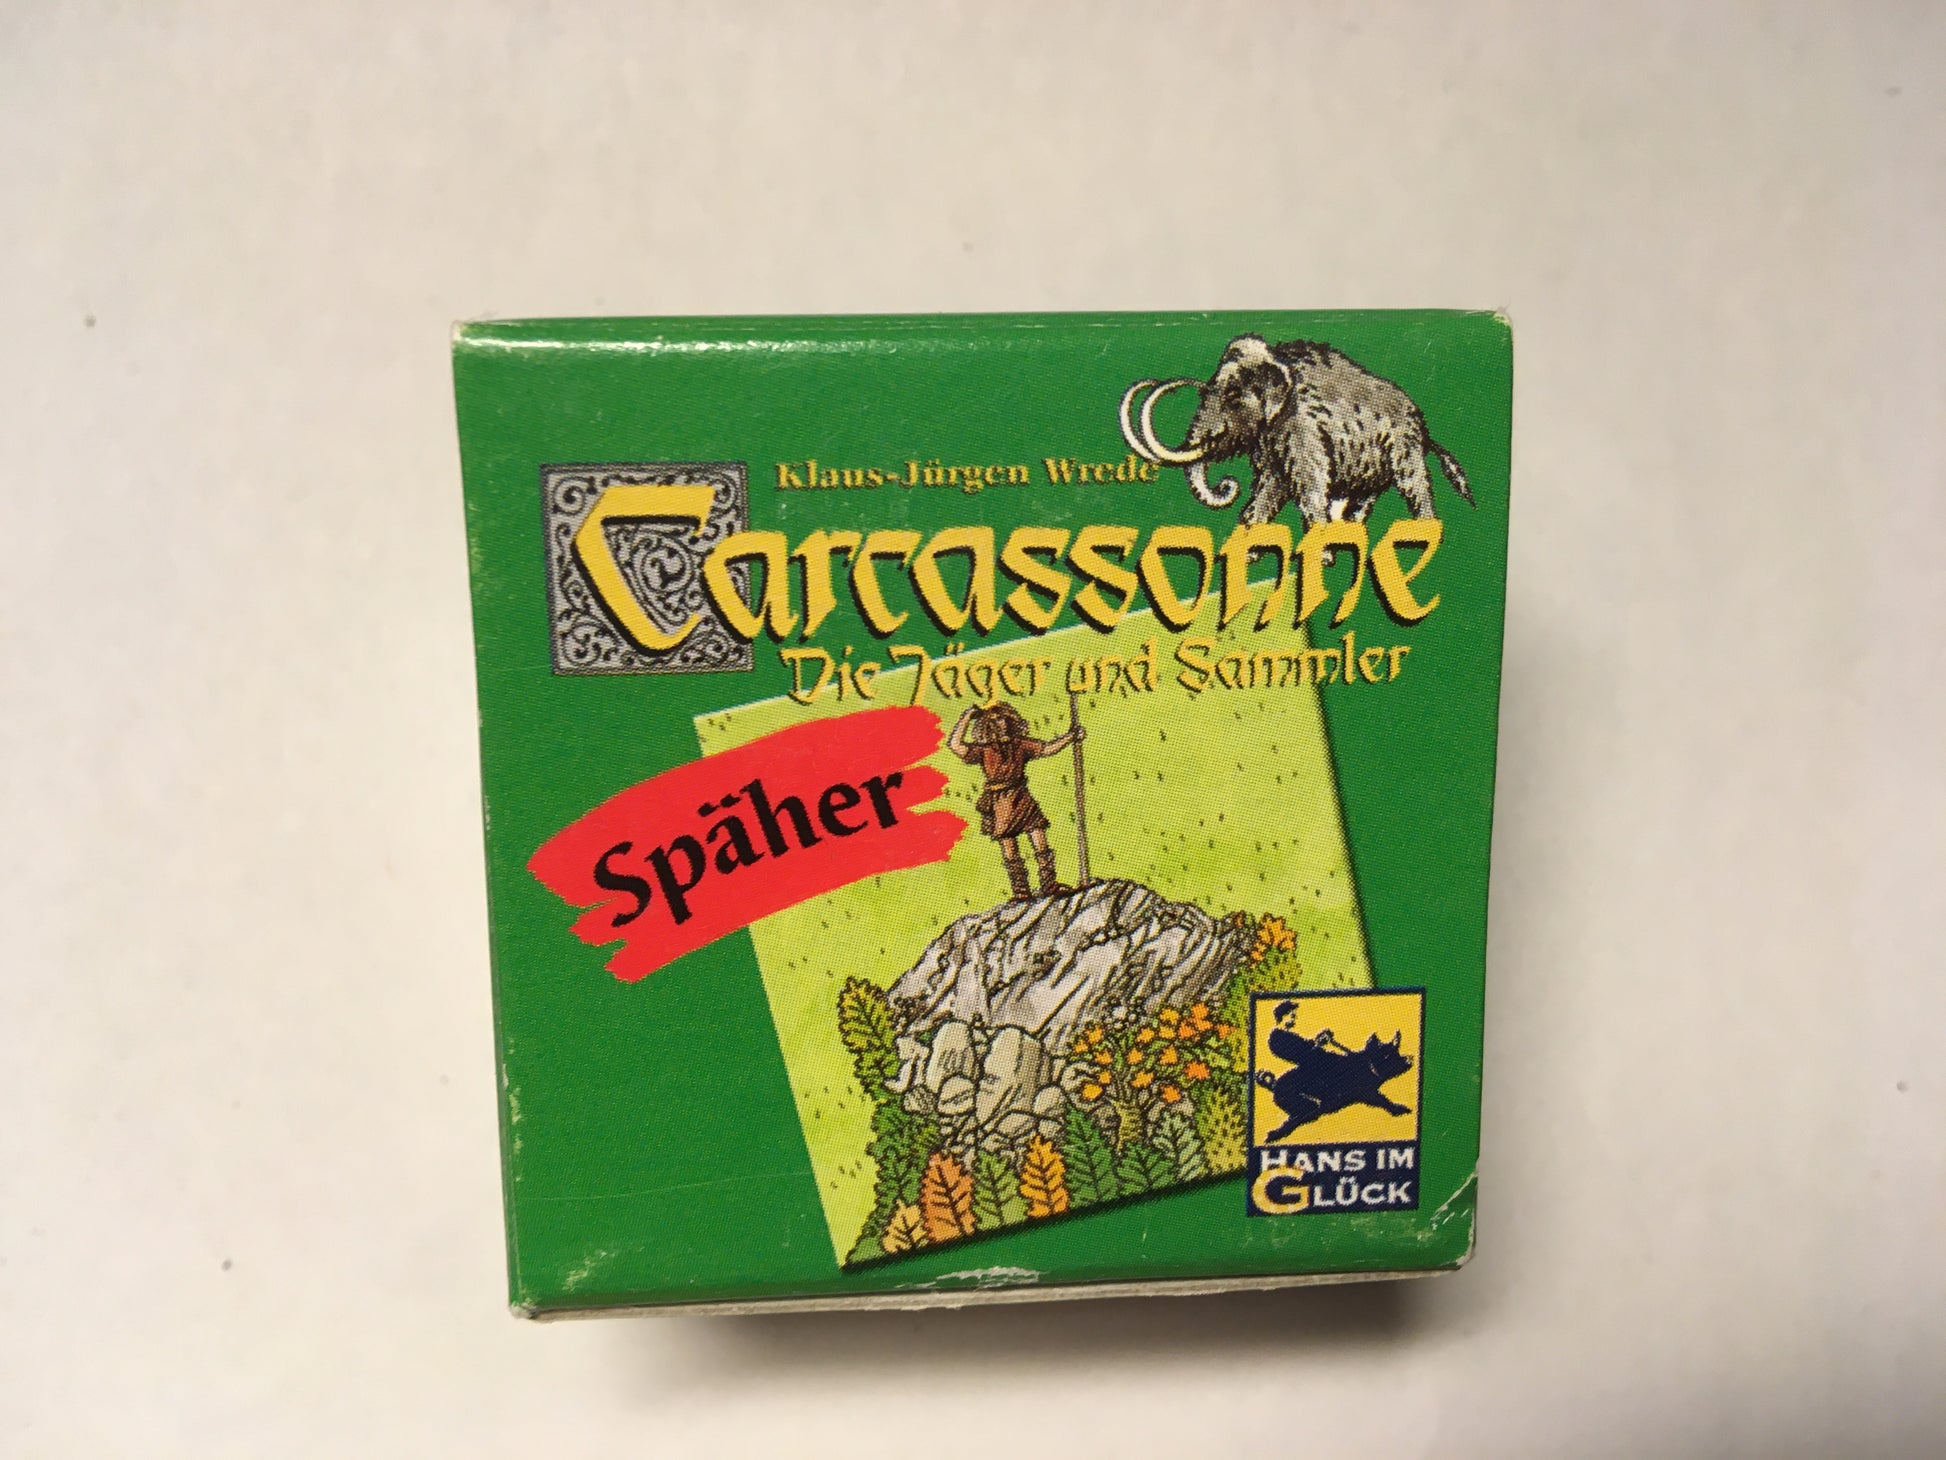 Klaus-Jürgen Wrede
Carcassonne
Die Jäger und Sammler
Späher
HANS IM
GLÜCK